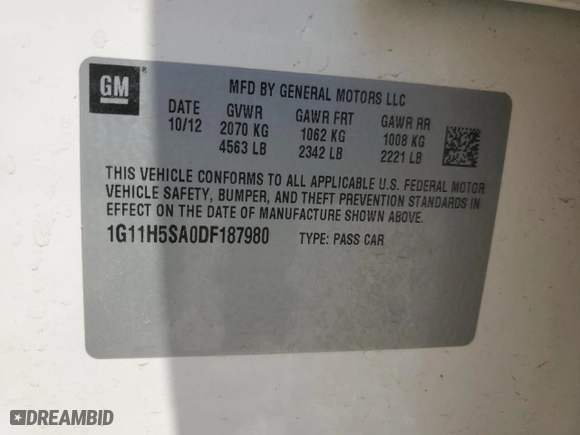 GM ®
MFD BY GENERAL MOTORS LLC
DATE GVWR GAWR FRT GAWR RR
10/12 2070 KG 1062 KG 1008 KG
4563 LB 2342 LB 2221 LB
THIS VEHICLE CONFORMS TO ALL APPLICABLE U.S. FEDERAL MOTOR
VEHICLE SAFETY, BUMPER, AND THEFT PREVENTION STANDARDS IN
EFFECT ON THE DATE OF MANUFACTURE SHOWN ABOVE.
1G11H5SA0DF187980 TYPE: PASS CAR
DREAMBID